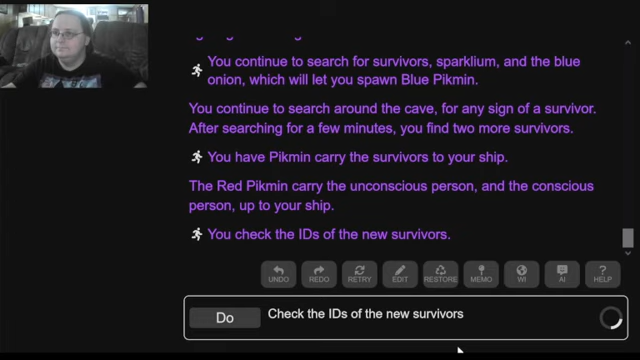 You continue to search for survivors, sparklium, and the blue
onion, which will let you spawn Blue Pikmin.
You continue to search around the cave, for any sign of a survivor.
After searching for a few minutes, you find two more survivors.
You have Pikmin carry the survivors to your ship.
The Red Pikmin carry the unconscious person, and the conscious
person, up to your ship.
You check the IDs of the new survivors.
UNDO REDO RETRY EDIT RESTORE MEMO WI AI HELP
Do Check the IDs of the new survivors